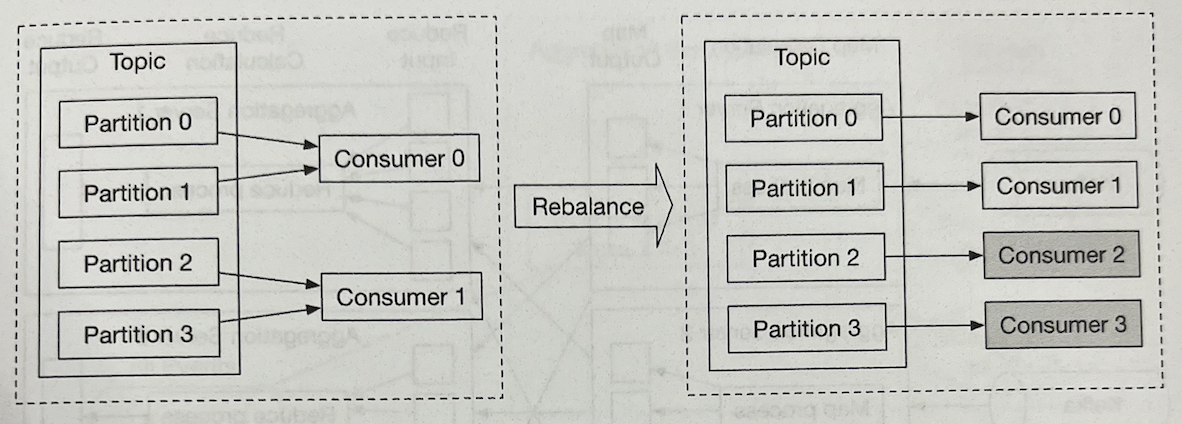 Topic
Partition 0
Partition 1
Partition 2
Partition 3
Consumer 0
Consumer 1
Rebalance
Topic
Partition 0
Partition 1
Partition 2
Partition 3
Consumer 0
Consumer 1
Consumer 2
Consumer 3